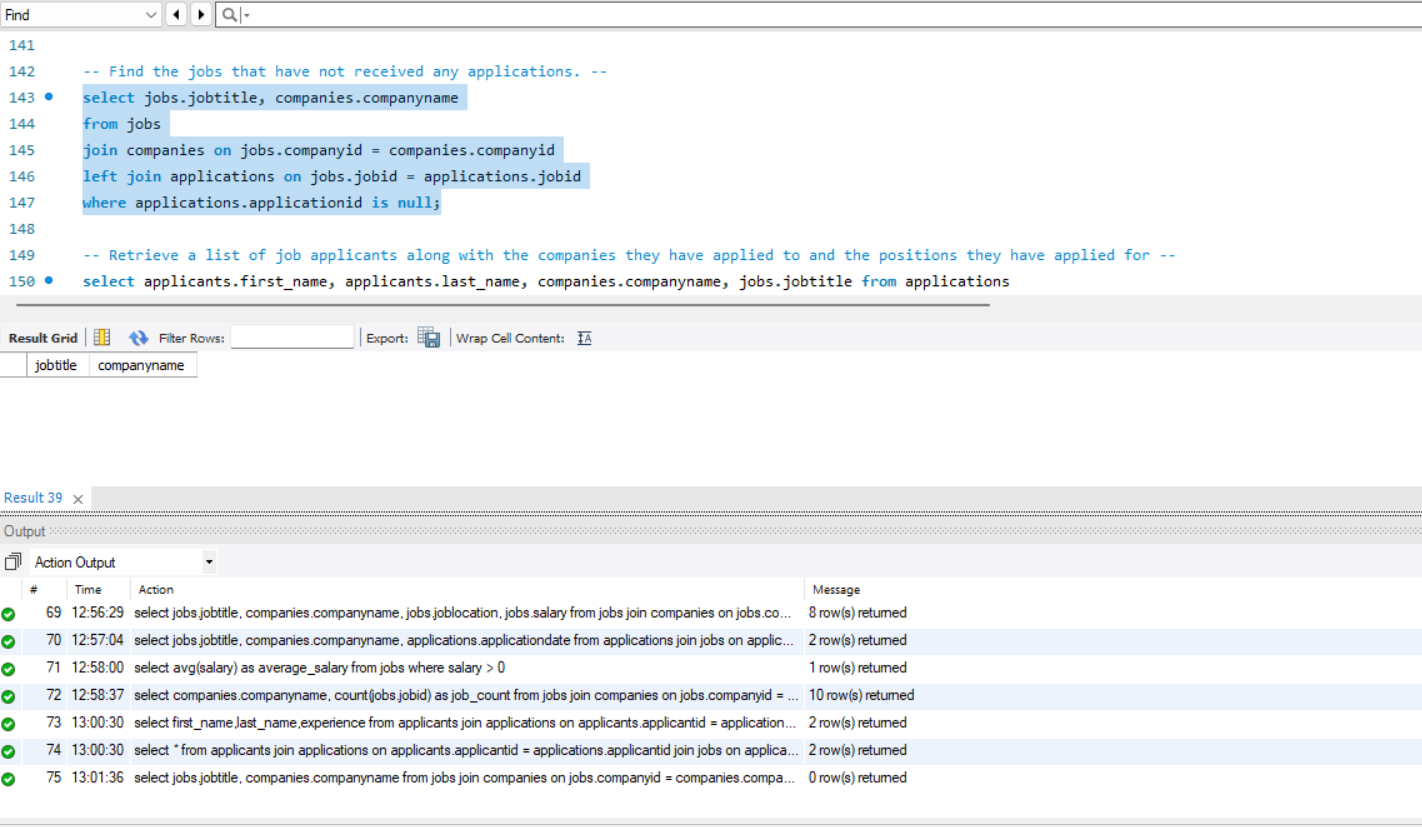 Find
141
142 -- Find the jobs that have not received any applications. --
143 select jobs.jobtitle, companies.companyname
144 from jobs
145 join companies on jobs.companyid = companies.companyid
146 left join applications on jobs.jobid = applications.jobid
147 where applications.applicationid is null;
148
149 -- Retrieve a list of job applicants along with the companies they have applied to and the positions they have applied for --
150 select applicants.first_name, applicants.last_name, companies.companyname, jobs.jobtitle from applications
Result Grid Filter Rows: Export: Wrap Cell Content: IA
jobtitle companyname
Result 39
Output
Action Output
# Time Action Message
69 12:56:29 select jobs.jobtitle, companies.companyname, jobs.joblocation, jobs.salary from jobs join companies on jobs.co... 8 row(s) returned
70 12:57:04 select jobs.jobtitle, companies.companyname, applications.applicationdate from applications join jobs on applic... 2 row(s) returned
71 12:58:00 select avg(salary) as average_salary from jobs where salary > 0 1 row(s) returned
72 12:58:37 select companies.companyname, count(jobs.jobid) as job_count from jobs join companies on jobs.companyid = ... 10 row(s) returned
73 13:00:30 select first_name,last_name,experience from applicants join applications on applicants.applicantid = application... 2 row(s) returned
74 13:00:30 select * from applicants join applications on applicants.applicantid = applications.applicantid join jobs on applica... 2 row(s) returned
75 13:01:36 select jobs.jobtitle, companies.companyname from jobs join companies on jobs.companyid = companies.compa... 0 row(s) returned